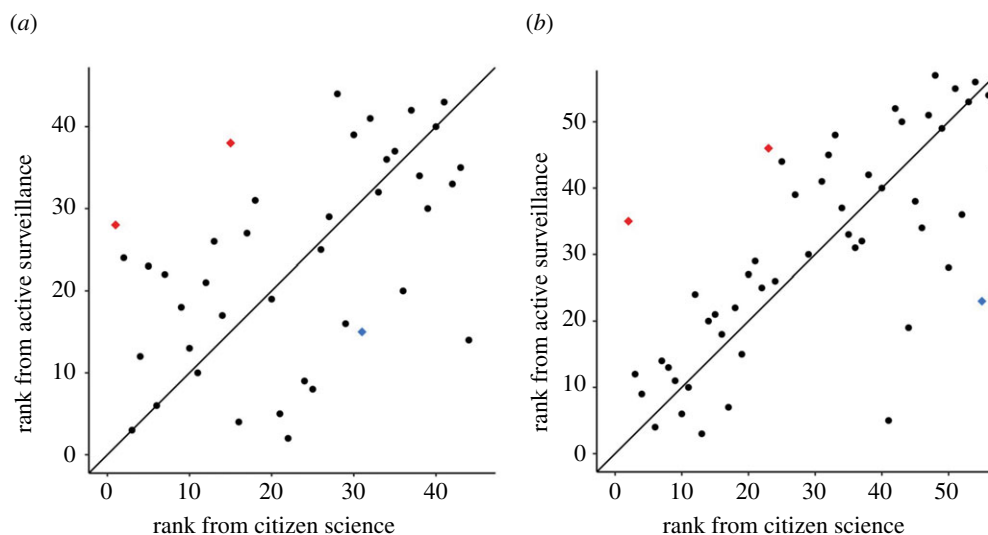 (a)
rank from active surveillance
40
30
20
10
0
0 10 20 30 40
rank from citizen science
(b)
rank from active surveillance
50
40
30
20
10
0
0 10 20 30 40 50
rank from citizen science